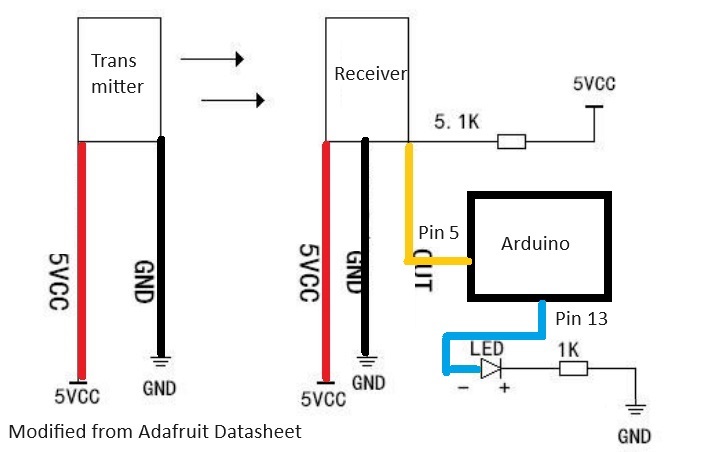 Trans
mitter
Receiver
5VCC
5. 1K
Pin 5
Arduino
5VCC
GND
5VCC
GND
OUT
Pin 13
LED
1K
- +
5VCC
GND
5VCC
GND
GND
Modified from Adafruit Datasheet